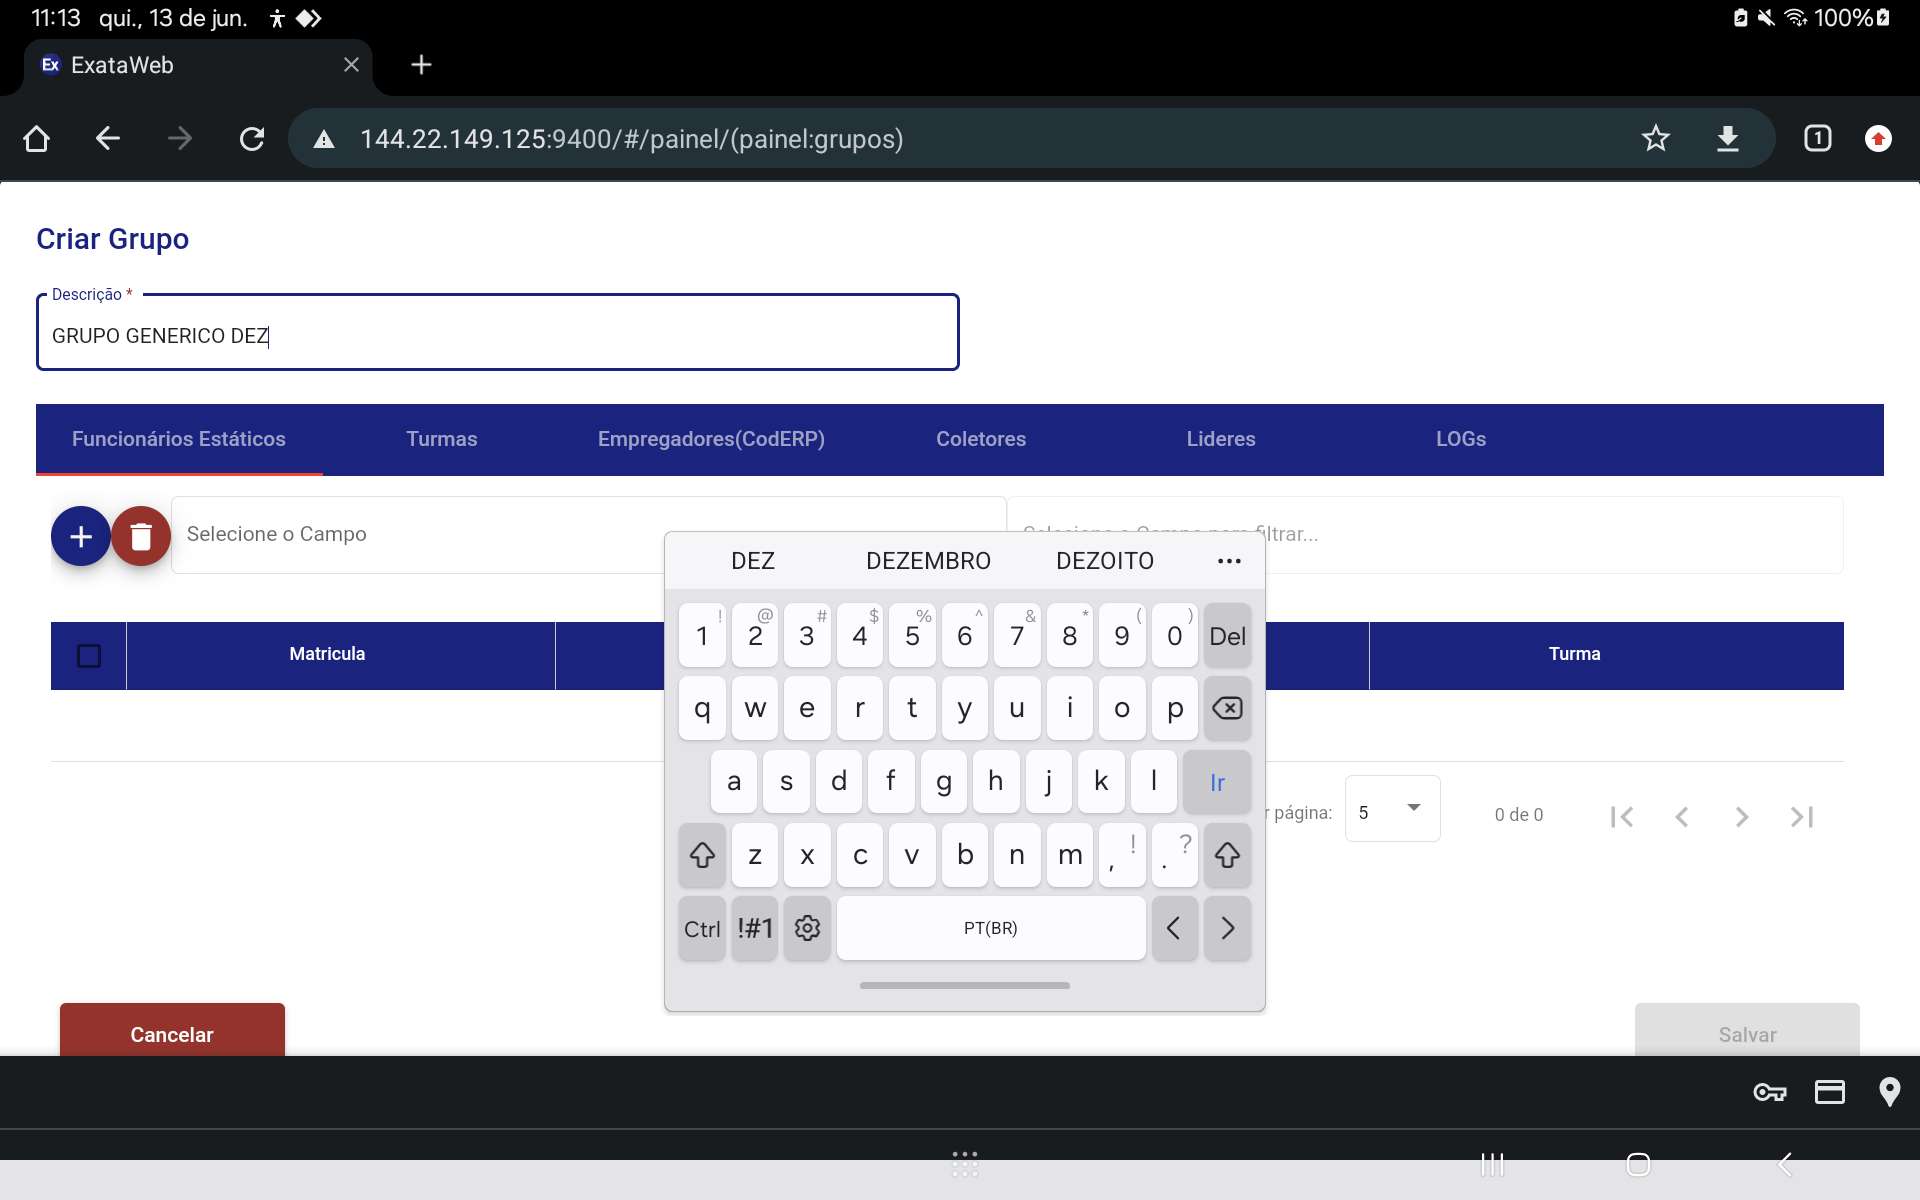 11:13 qui., 13 de jun. 100%
Ex ExataWeb
144.22.149.125:9400/#/painel/(painel:grupos) 1
Criar Grupo
Descrição *
GRUPO GENERICO DEZ
Funcionários Estáticos Turmas Empregadores(CodERP) Coletores Lideres LOGs
Selecione o Campo
Selecione o Campo para filtrar...
DEZ DEZEMBRO DEZOITO ...
! @ # $ % ^ & * ( )
1 2 3 4 5 6 7 8 9 0 Del
Matricula Turma
q w e r t y u i o p
a s d f g h j k l Ir
r página: 5 0 de 0
z x c v b n m , ! . ?
Ctrl !#1 PT(BR)
Cancelar Salvar